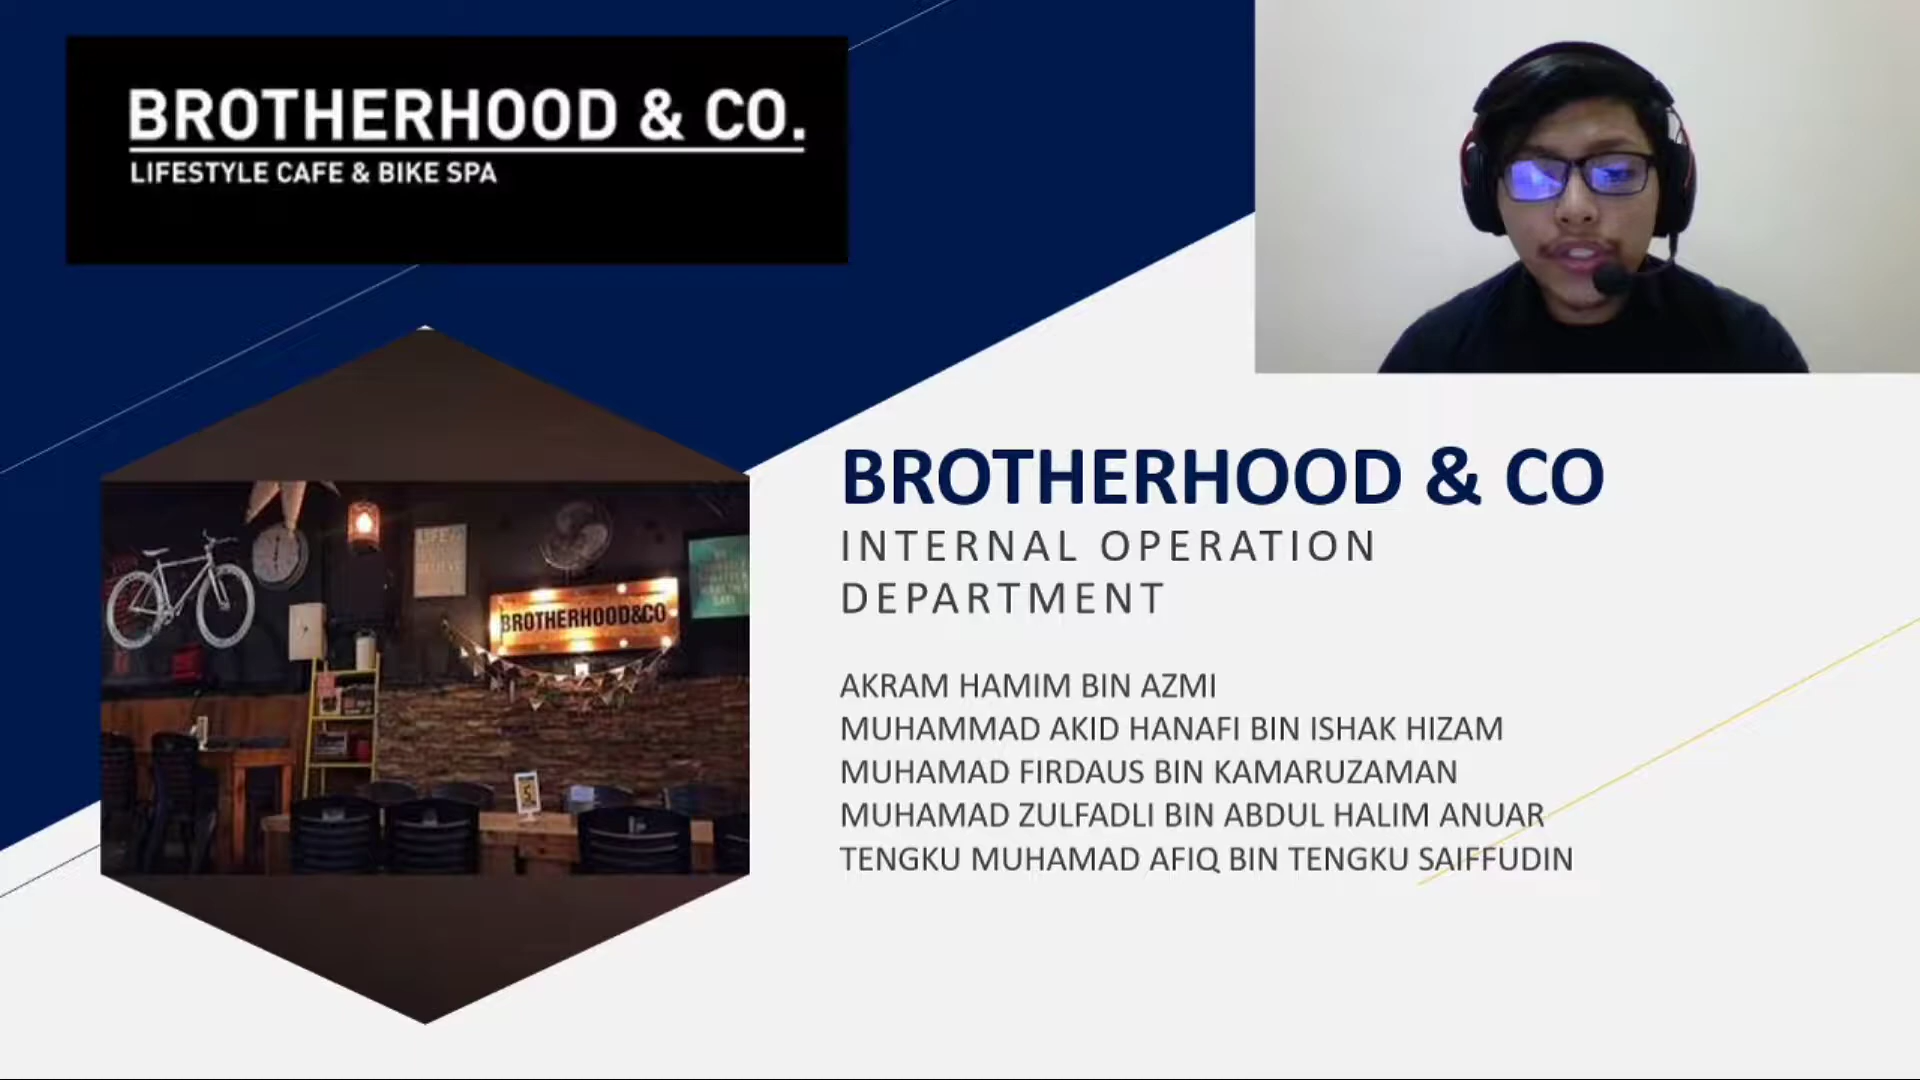 BROTHERHOOD & CO.
LIFESTYLE CAFE & BIKE SPA
BROTHERHOOD&CO
BROTHERHOOD & CO
INTERNAL OPERATION
DEPARTMENT
AKRAM HAMIM BIN AZMI
MUHAMMAD AKID HANAFI BIN ISHAK HIZAM
MUHAMAD FIRDAUS BIN KAMARUZAMAN
MUHAMAD ZULFADLI BIN ABDUL HALIM ANUAR
TENGKU MUHAMAD AFIQ BIN TENGKU SAIFFUDIN